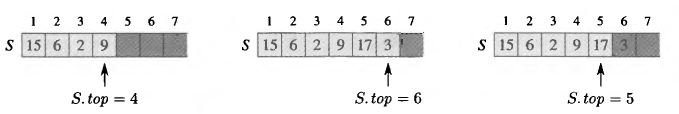 1 2 3 4 5 6 7
S 15 6 2 9
S.top = 4
1 2 3 4 5 6 7
S 15 6 2 9 17 3
S.top = 6
1 2 3 4 5 6 7
S 15 6 2 9 17 3
S.top = 5